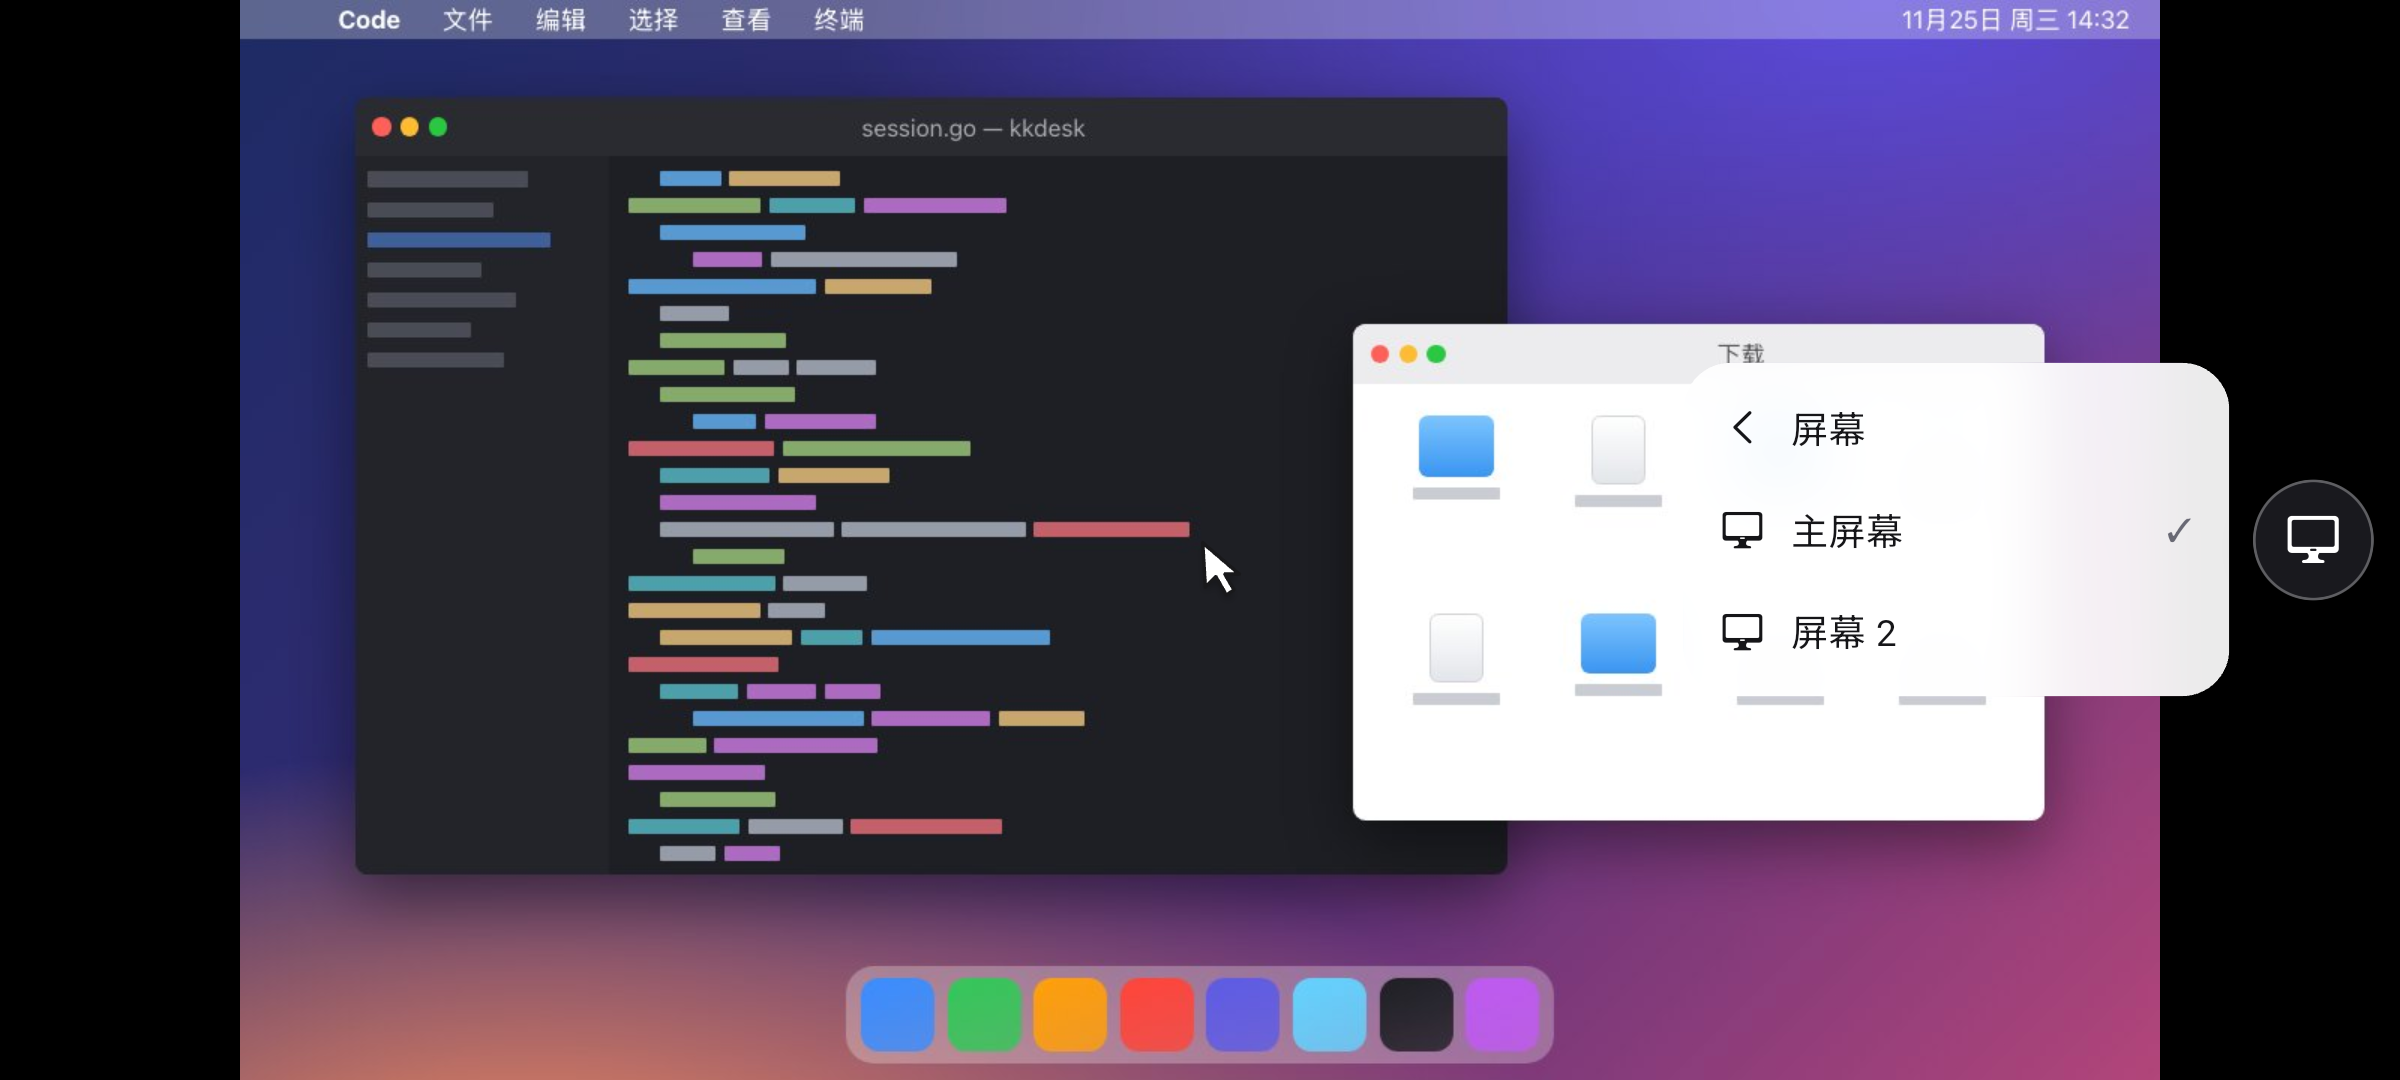 Code 文件 编辑 选择 查看 终端 11月25日 周三 14:32
session.go — kkdesk
下载
屏幕
主屏幕 ✓
屏幕 2